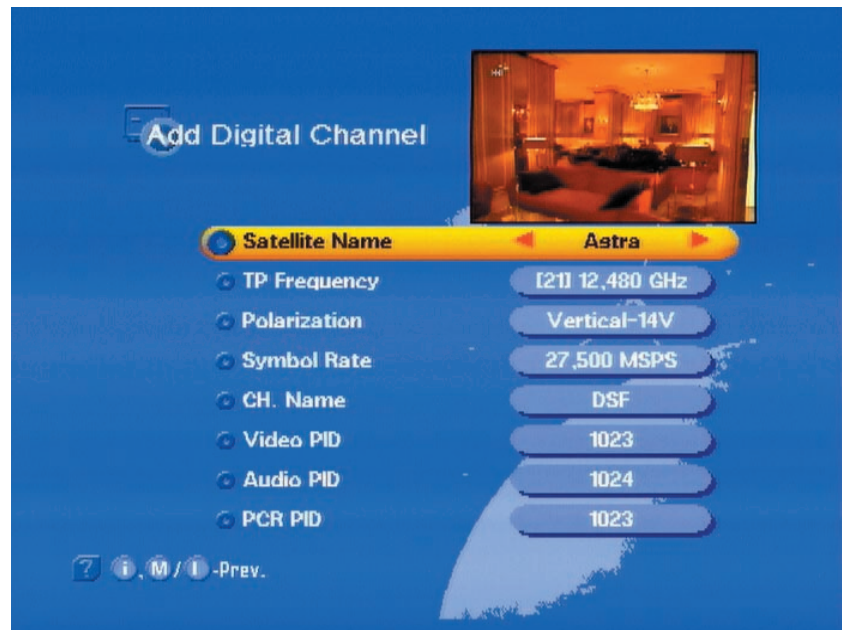 Add Digital Channel
Satellite Name Astra
TP Frequency [21] 12,480 GHz
Polarization Vertical-14V
Symbol Rate 27,500 MSPS
CH. Name DSF
Video PID 1023
Audio PID 1024
PCR PID 1023
? i, M / I -Prev.